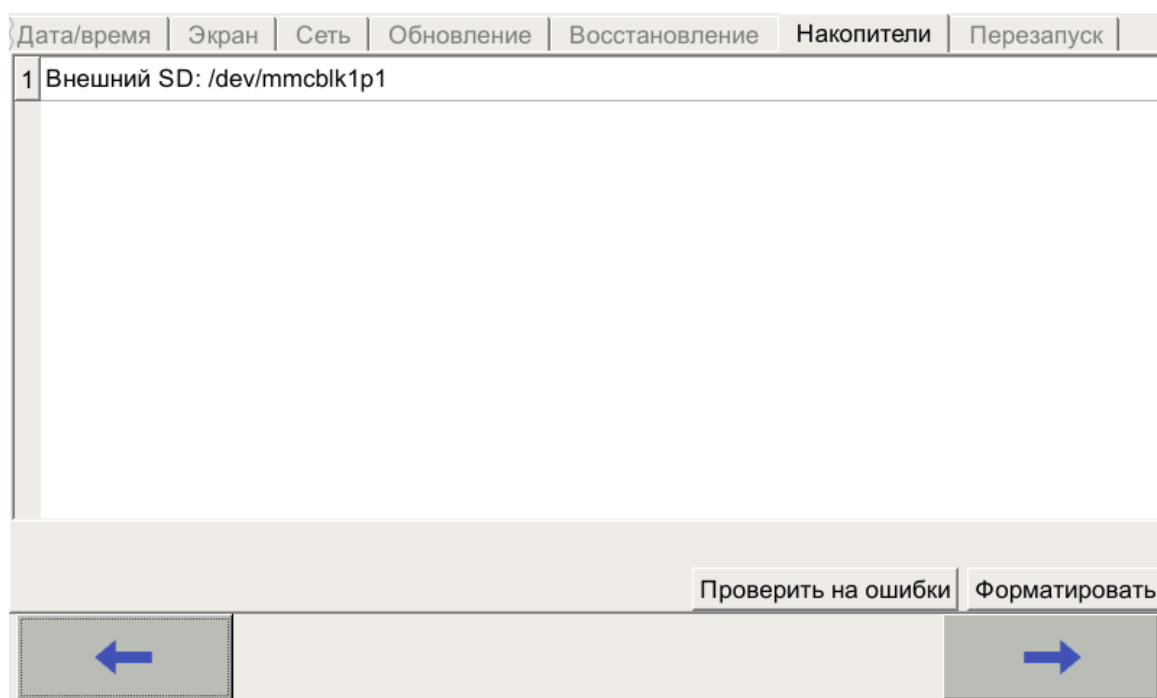 Дата/время Экран Сеть Обновление Восстановление Накопители Перезапуск
1 Внешний SD: /dev/mmcblk1p1
Проверить на ошибки Форматировать